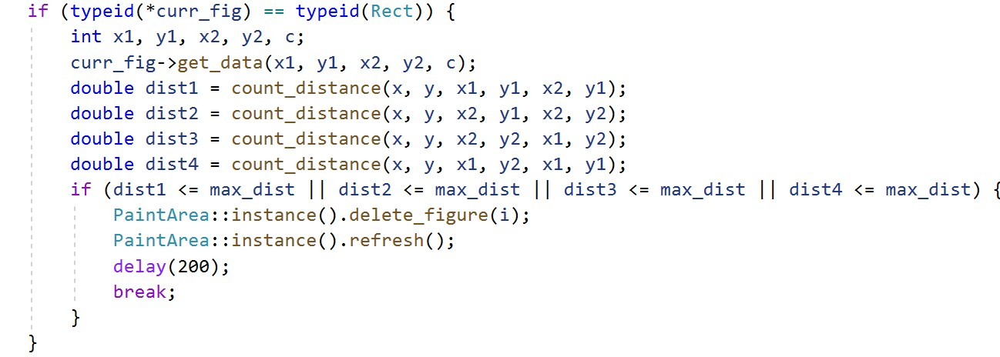 if (typeid(*curr_fig) == typeid(Rect)) {
    int x1, y1, x2, y2, c;
    curr_fig->get_data(x1, y1, x2, y2, c);
    double dist1 = count_distance(x, y, x1, y1, x2, y1);
    double dist2 = count_distance(x, y, x2, y1, x2, y2);
    double dist3 = count_distance(x, y, x2, y2, x1, y2);
    double dist4 = count_distance(x, y, x1, y2, x1, y1);
    if (dist1 <= max_dist || dist2 <= max_dist || dist3 <= max_dist || dist4 <= max_dist) {
        PaintArea::instance().delete_figure(i);
        PaintArea::instance().refresh();
        delay(200);
        break;
    }
}